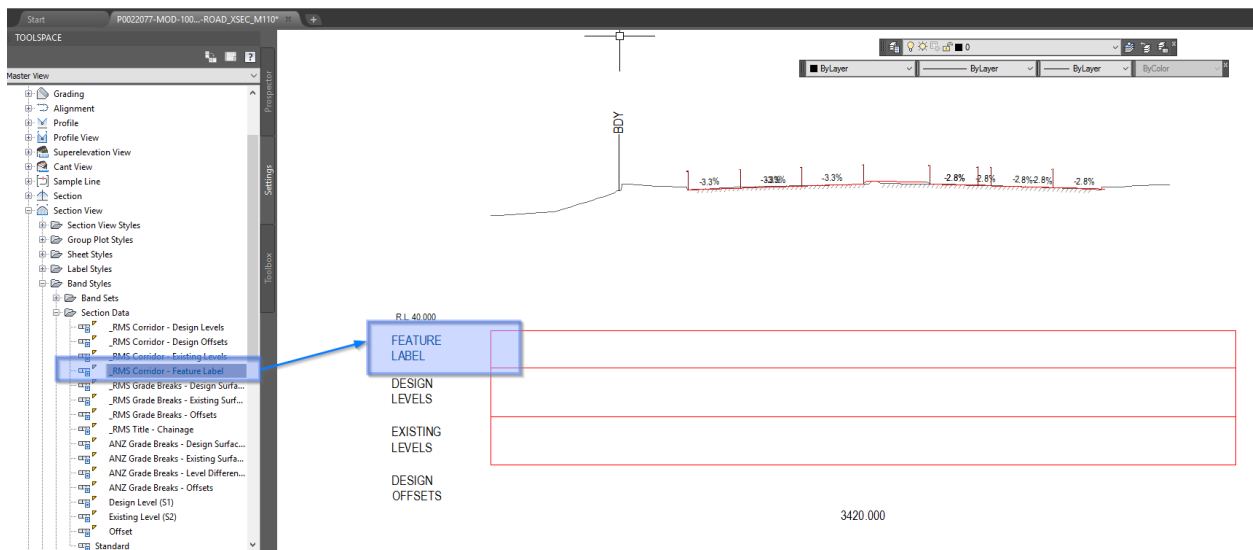 Start
P0022077-MOD-100...-ROAD_XSEC_M110*
TOOLSPACE
Master View
Grading
Alignment
Profile
Profile View
Superelevation View
Cant View
Sample Line
Section
Section View
Section View Styles
Group Plot Styles
Sheet Styles
Label Styles
Band Styles
Band Sets
Section Data
_RMS Corridor - Design Levels
_RMS Corridor - Design Offsets
_RMS Corridor - Existing Levels
_RMS Corridor - Feature Label
_RMS Grade Breaks - Design Surfa...
_RMS Grade Breaks - Existing Surf...
_RMS Grade Breaks - Offsets
_RMS Title - Chainage
ANZ Grade Breaks - Design Surfac...
ANZ Grade Breaks - Existing Surfa...
ANZ Grade Breaks - Level Differen...
ANZ Grade Breaks - Offsets
Design Level (S1)
Existing Level (S2)
Offset
Standard
Prospector
Settings
Toolbox
0
ByLayer
ByLayer
ByLayer
ByColor
BDY
-3.3%
-3.3%
-2.8%
-2.8%
-2.8%
-2.8%
-2.8%
R.L. 40.000
FEATURE
LABEL
DESIGN
LEVELS
EXISTING
LEVELS
DESIGN
OFFSETS
3420.000